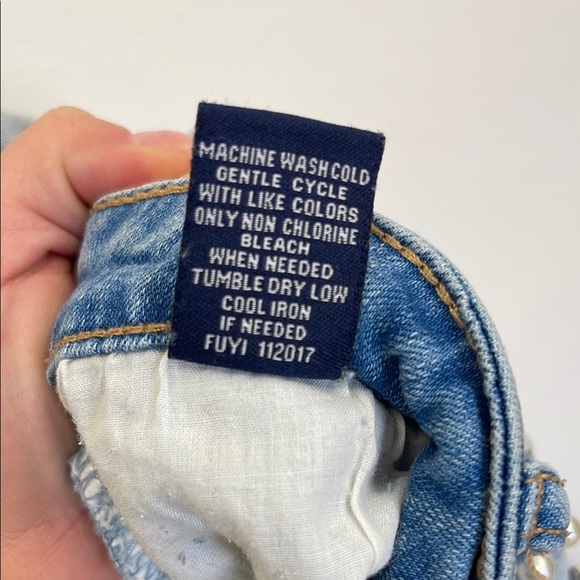 MACHINE WASH COLD
GENTLE CYCLE
WITH LIKE COLORS
ONLY NON CHLORINE
BLEACH
WHEN NEEDED
TUMBLE DRY LOW
COOL IRON
IF NEEDED
FUYI 112017